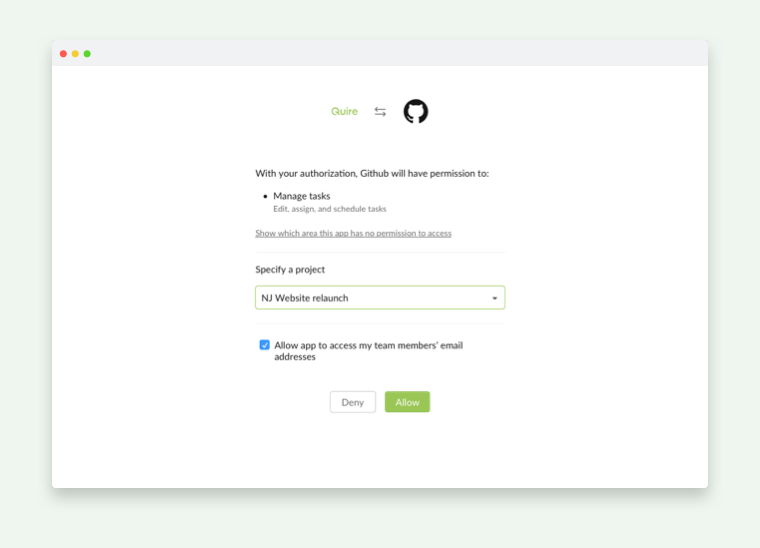 Quire
With your authorization, Github will have permission to:
Manage tasks
Edit, assign, and schedule tasks
Show which area this app has no permission to access
Specify a project
NJ Website relaunch
Allow app to access my team members' email
addresses
Deny Allow